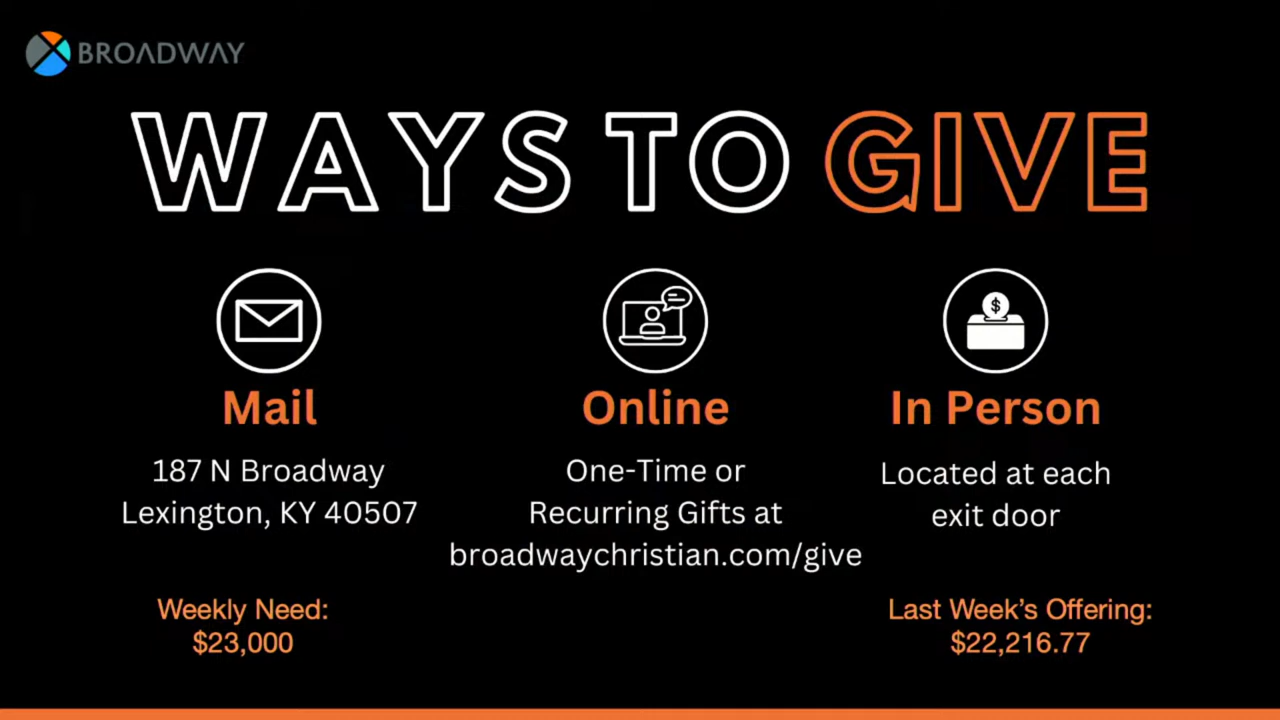 BROADWAY
WAYS TO GIVE
$
Mail
187 N Broadway
Lexington, KY 40507
Online
One-Time or
Recurring Gifts at
broadwaychristian.com/give
In Person
Located at each
exit door
Weekly Need:
$23,000
Last Week’s Offering:
$22,216.77